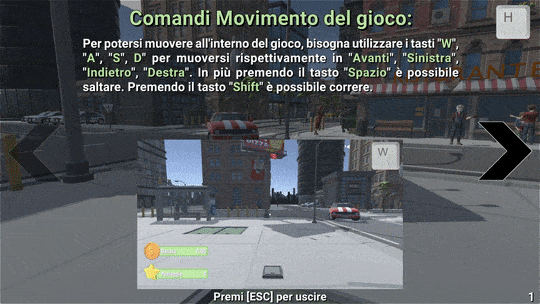 Comandi Movimento del gioco:
H
Per potersi muovere all'interno del gioco, bisogna utilizzare i tasti "W",
"A", "S", D" per muoversi rispettivamente in "Avanti", "Sinistra",
"Indietro", "Destra". In più premendo il tasto "Spazio" è possibile
saltare. Premendo il tasto "Shift" è possibile correre.
W
Premi [ESC] per uscire
1